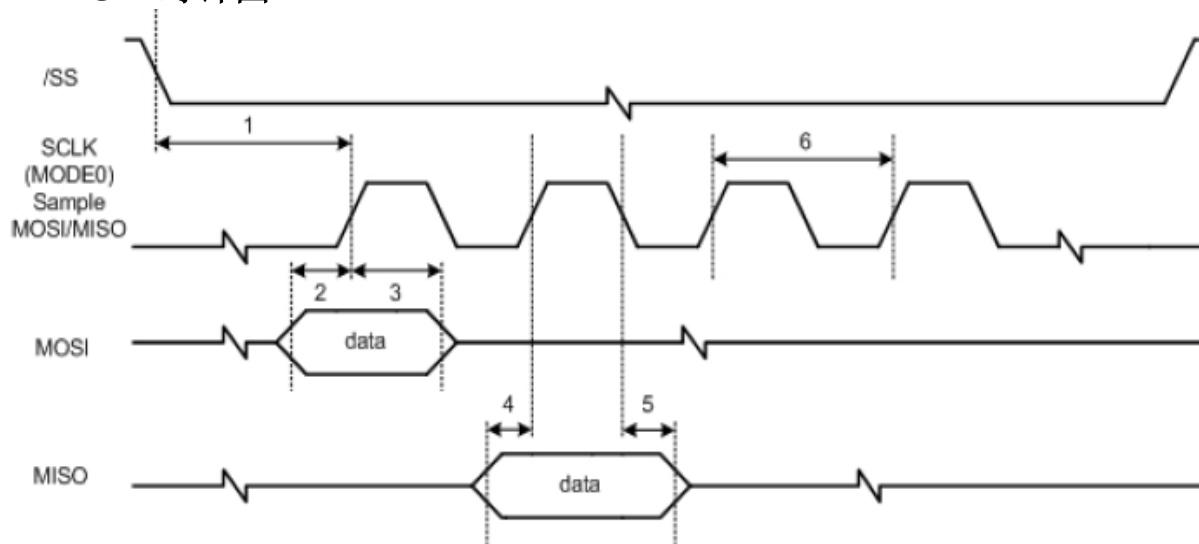 /SS
1
SCLK
(MODE0)
Sample
MOSI/MISO
6
2
3
MOSI
data
4
5
MISO
data